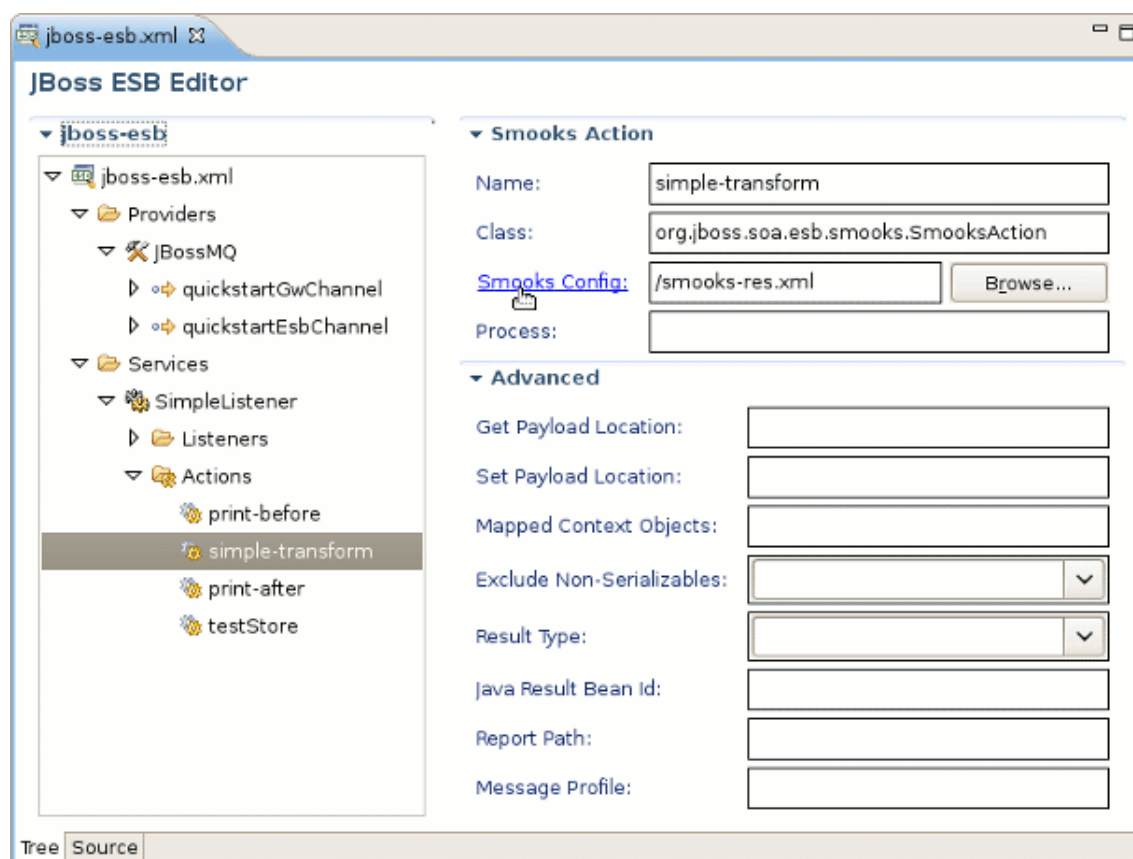 jboss-esb.xml
JBoss ESB Editor
jboss-esb
jboss-esb.xml
Providers
JBossMQ
quickstartGwChannel
quickstartEsbChannel
Services
SimpleListener
Listeners
Actions
print-before
simple-transform
print-after
testStore
Smooks Action
Name: simple-transform
Class: org.jboss.soa.esb.smooks.SmooksAction
Smooks Config: /smooks-res.xml Browse...
Process:
Advanced
Get Payload Location:
Set Payload Location:
Mapped Context Objects:
Exclude Non-Serializables:
Result Type:
Java Result Bean Id:
Report Path:
Message Profile:
Tree Source